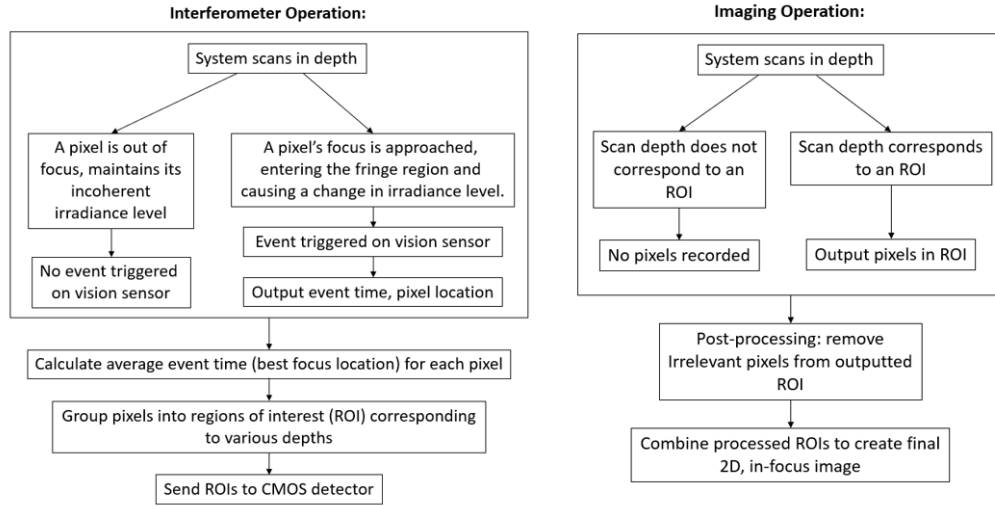 Interferometer Operation:
System scans in depth
A pixel is out of
focus, maintains its
incoherent
irradiance level
No event triggered
on vision sensor
A pixel's focus is approached,
entering the fringe region and
causing a change in irradiance level.
Event triggered on vision sensor
Output event time, pixel location
Calculate average event time (best focus location) for each pixel
Group pixels into regions of interest (ROI) corresponding
to various depths
Send ROIs to CMOS detector
Imaging Operation:
System scans in depth
Scan depth does not
correspond to an
ROI
No pixels recorded
Scan depth corresponds
to an ROI
Output pixels in ROI
Post-processing: remove
Irrelevant pixels from outputted
ROI
Combine processed ROIs to create final
2D, in-focus image